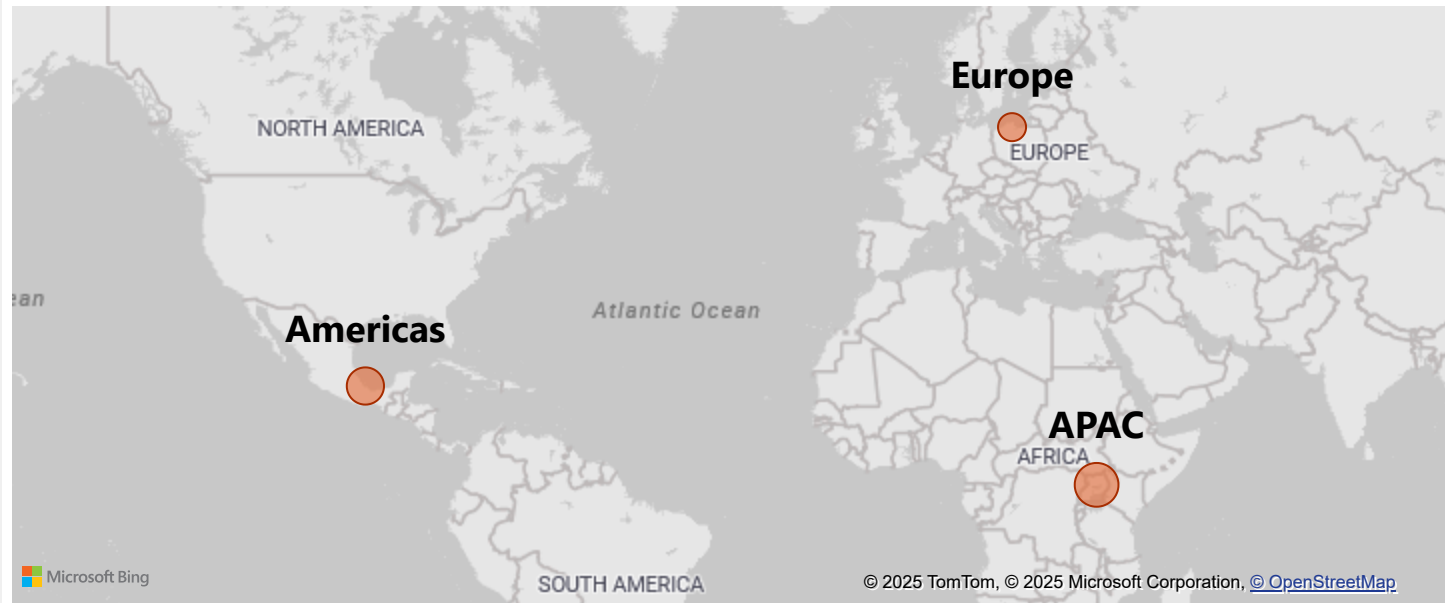 Europe
NORTH AMERICA
EUROPE
ean
Atlantic Ocean
Americas
APAC
AFRICA
Microsoft Bing
SOUTH AMERICA
© 2025 TomTom, © 2025 Microsoft Corporation, © OpenStreetMap